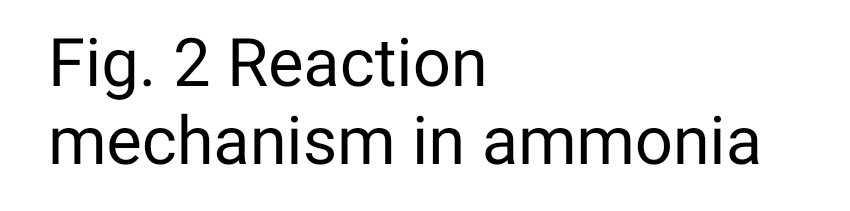 Fig. 2 Reaction
mechanism in ammonia